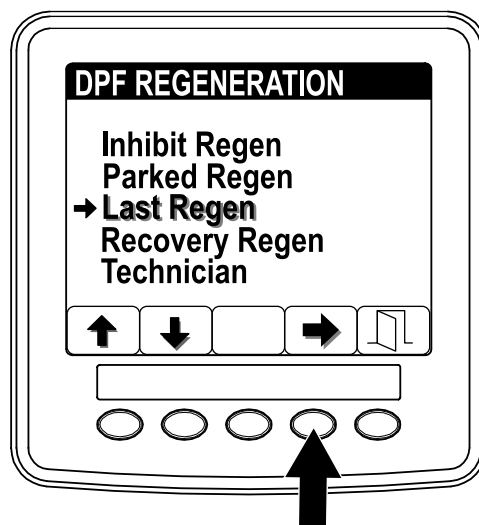 DPF REGENERATION
Inhibit Regen
Parked Regen
Last Regen
Recovery Regen
Technician